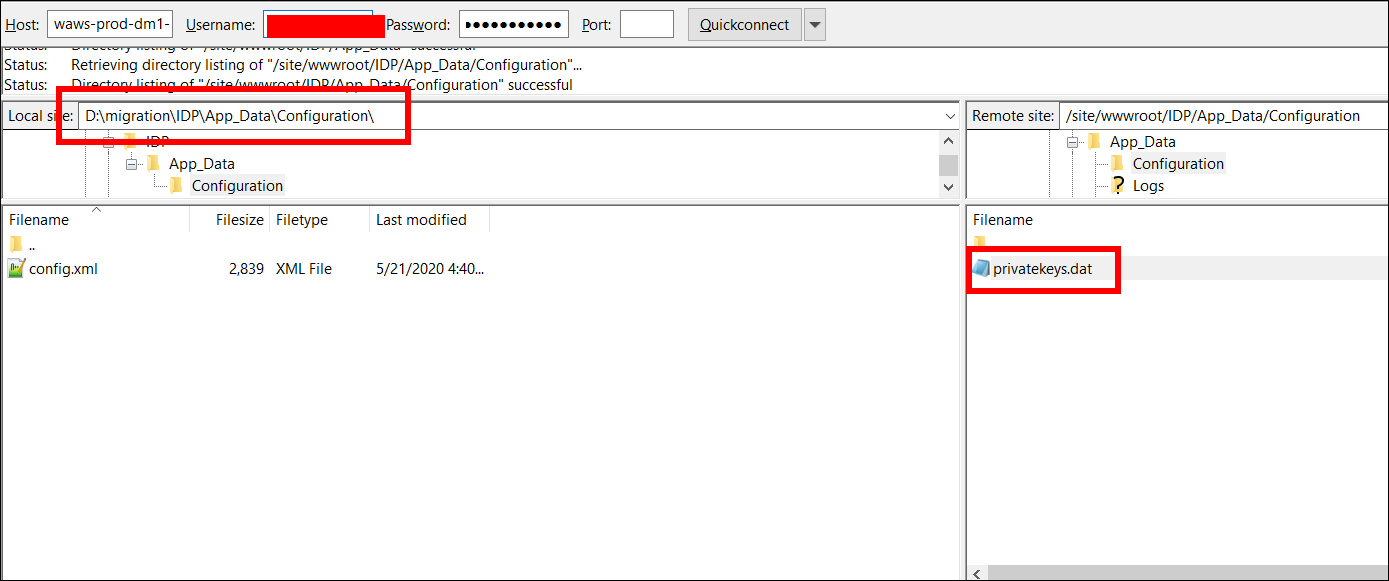 Host: waws-prod-dm1- Username: Password: Port: Quickconnect
Status: Directory listing of "/site/wwwroot/IDP/App_Data" successful
Status: Retrieving directory listing of "/site/wwwroot/IDP/App_Data/Configuration"...
Status: Directory listing of "/site/wwwroot/IDP/App_Data/Configuration" successful
Local site: D:\migration\IDP\App_Data\Configuration\ Remote site: /site/wwwroot/IDP/App_Data/Configuration
IDP App_Data
App_Data Configuration
Configuration ? Logs
Filename Filesize Filetype Last modified Filename
..
config.xml 2,839 XML File 5/21/2020 4:40... privatekeys.dat